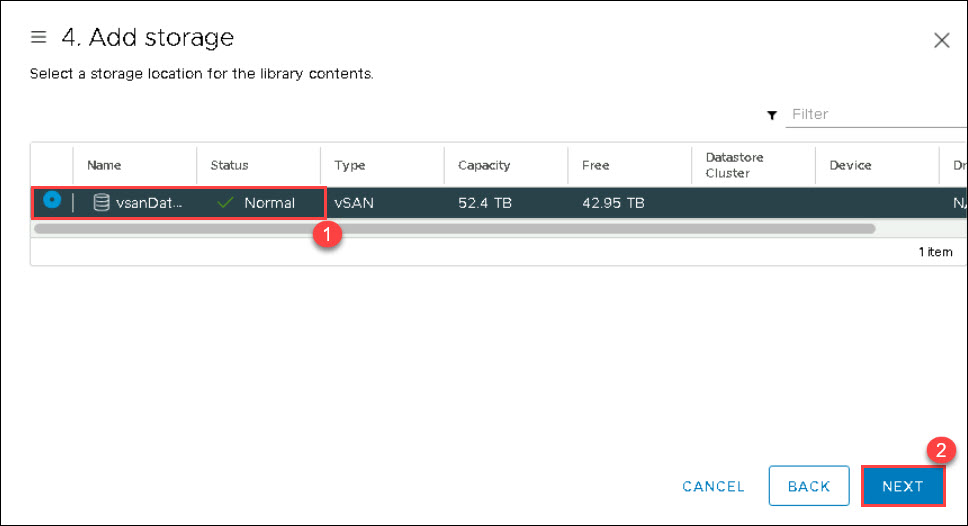 4. Add storage
Select a storage location for the library contents.
Filter
Name Status Type Capacity Free Datastore Cluster Device Dr
vsanDat... Normal vSAN 52.4 TB 42.95 TB N/
1
1 item
2
CANCEL BACK NEXT